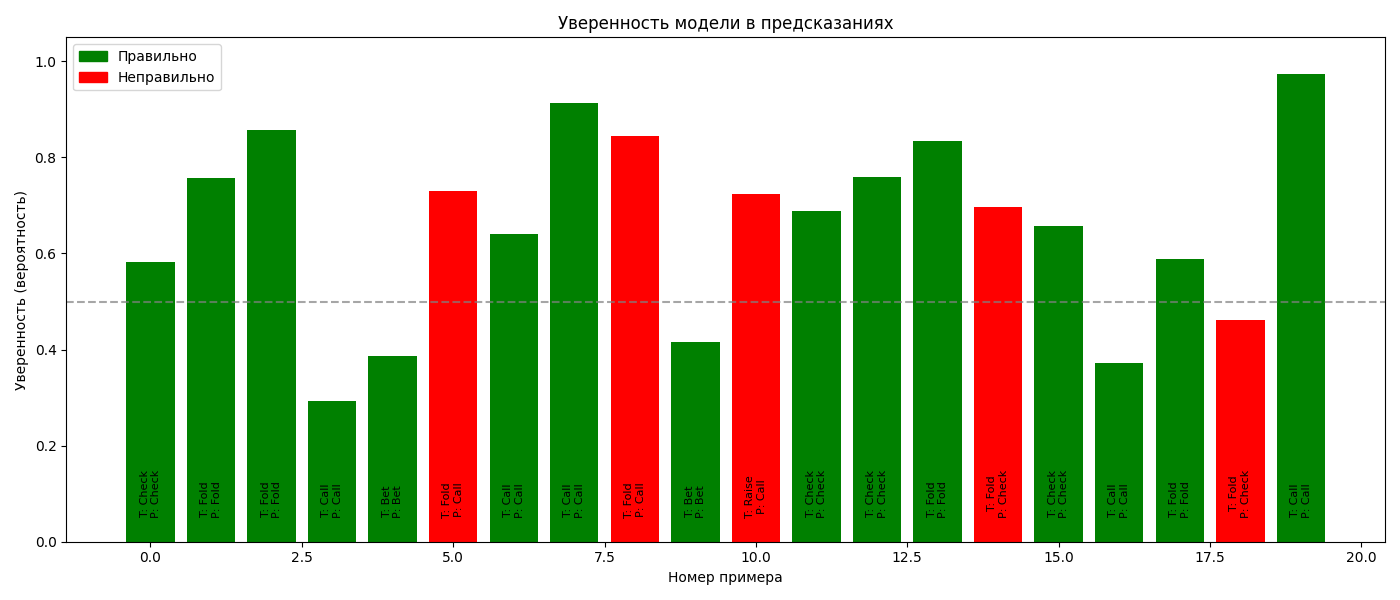 Уверенность модели в предсказаниях
Правильно
Неправильно
Уверенность (вероятность)
1.0
0.8
0.6
0.4
0.2
0.0
T: Check
P: Check
T: Fold
P: Fold
T: Fold
P: Fold
T: Call
P: Call
T: Bet
P: Bet
T: Fold
P: Call
T: Call
P: Call
T: Call
P: Call
T: Fold
P: Call
T: Bet
P: Bet
T: Raise
P: Call
T: Check
P: Check
T: Check
P: Check
T: Fold
P: Fold
T: Fold
P: Check
T: Check
P: Check
T: Call
P: Call
T: Fold
P: Fold
T: Fold
P: Check
T: Call
P: Call
0.0
2.5
5.0
7.5
10.0
12.5
15.0
17.5
20.0
Номер примера